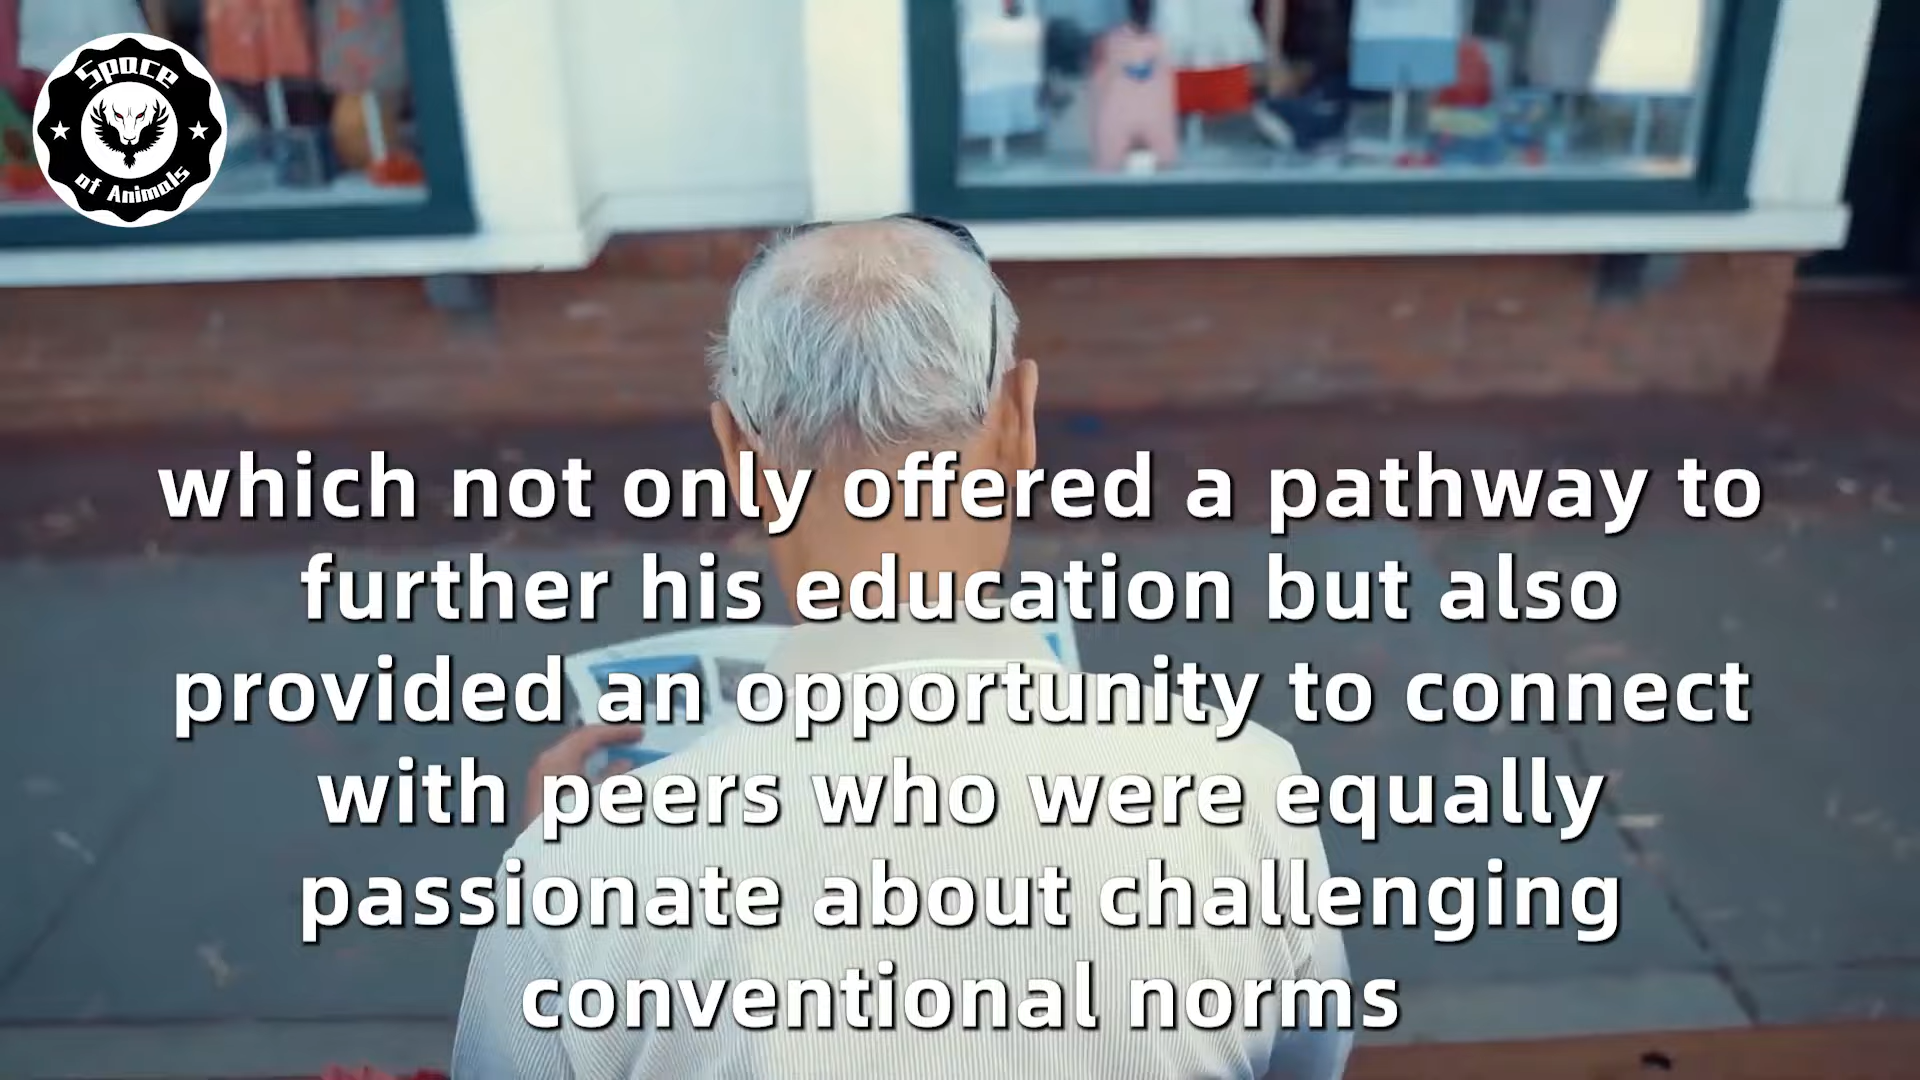 Space
of Animals
which not only offered a pathway to
further his education but also
provided an opportunity to connect
with peers who were equally
passionate about challenging
conventional norms